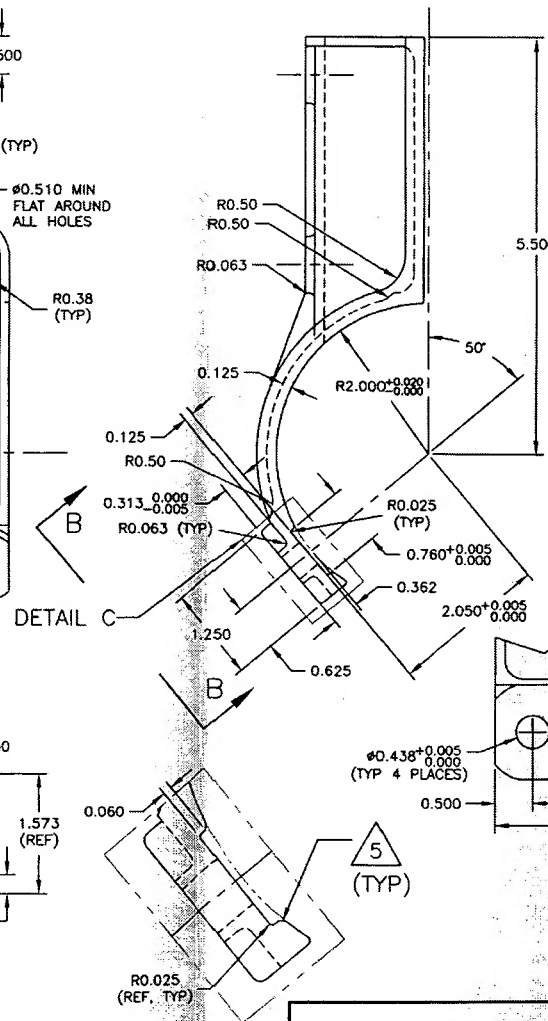 (TYP)
ø0.510 MIN
FLAT AROUND
ALL HOLES
R0.38
(TYP)
R0.50
R0.50
R0.063
5.50
50°
0.125
R2.000+0.020
-0.000
0.125
R0.50
0.313 0.000
-0.005
R0.063 (TYP)
R0.025
(TYP)
0.760+0.005
0.000
0.362
2.050+0.005
0.000
B
DETAIL C
1.250
0.625
B
ø0.438+0.005
0.000
(TYP 4 PLACES)
0.500
0.060
1.573
(REF)
5
(TYP)
R0.025
(REF, TYP)